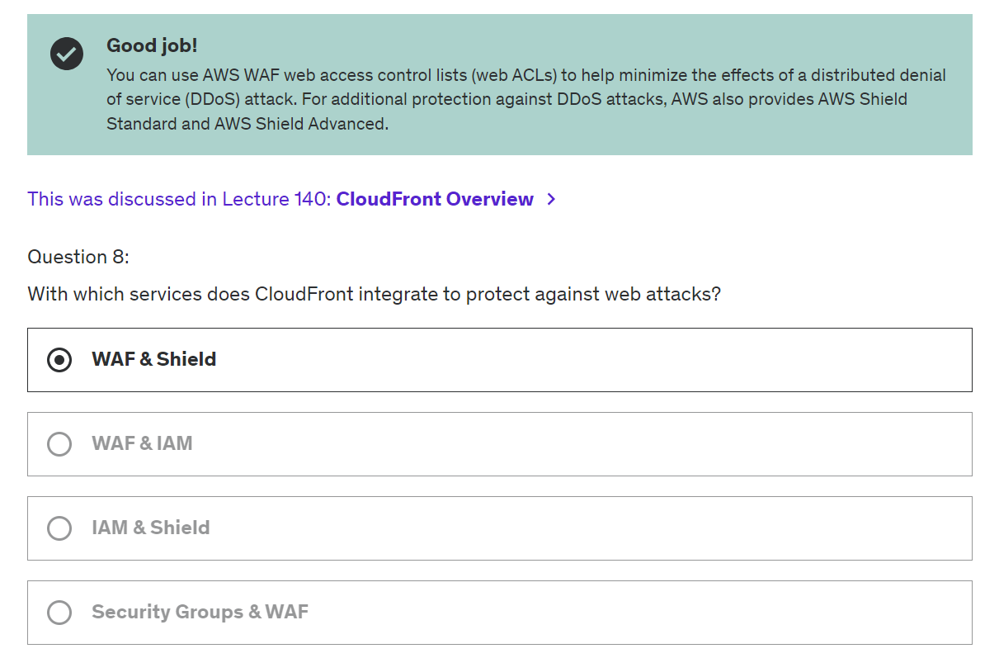 Good job!
You can use AWS WAF web access control lists (web ACLs) to help minimize the effects of a distributed denial
of service (DDoS) attack. For additional protection against DDoS attacks, AWS also provides AWS Shield
Standard and AWS Shield Advanced.
This was discussed in Lecture 140: CloudFront Overview
Question 8:
With which services does CloudFront integrate to protect against web attacks?
WAF & Shield
WAF & IAM
IAM & Shield
Security Groups & WAF